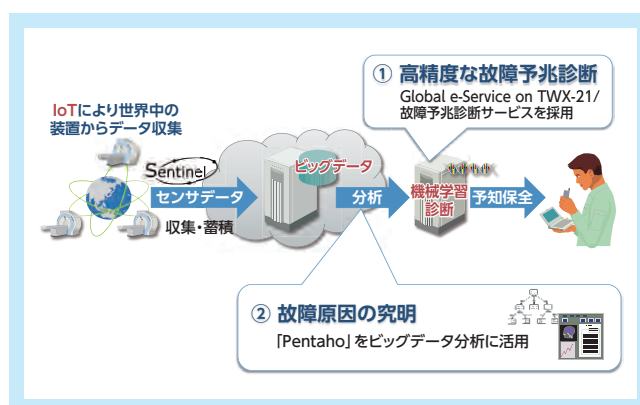 ① 高精度な故障予兆診断
Global e-Service on TWX-21/
故障予兆診断サービスを採用
IoTにより世界中の
装置からデータ収集
Sentinel
センサデータ
収集・蓄積
ビッグデータ
分析
機械学習
診断
予知保全
② 故障原因の究明
「Pentaho」をビッグデータ分析に活用